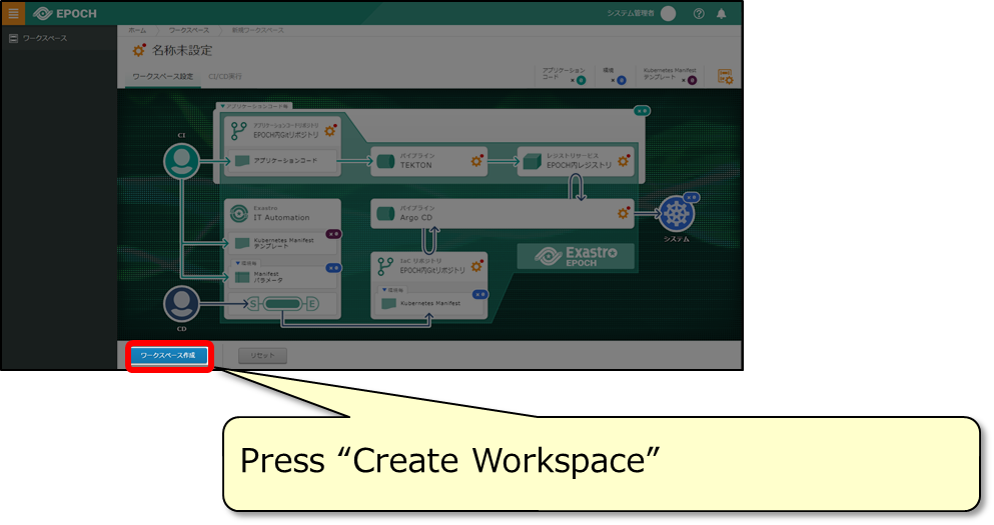 EPOCH
システム管理者
ワークスペース
ホーム
ワークスペース
新規ワークスペース
名称未設定
ワークスペース設定
CI/CD実行
アプリケーション
コード
環境
Kubernetes Manifest
テンプレート
▼アプリケーションコード毎
CI
アプリケーションコードリポジトリ
EPOCH内Gitリポジトリ
アプリケーションコード
パイプライン
TEKTON
レジストリサービス
EPOCH内レジストリ
Exastro
IT Automation
Kubernetes Manifest
テンプレート
▼環境毎
Manifest
パラメータ
S
E
CD
パイプライン
Argo CD
システム
IaC リポジトリ
EPOCH内Gitリポジトリ
▼環境毎
Kubernetes Manifest
Exastro
EPOCH
ワークスペース作成
リセット
Press “Create Workspace”